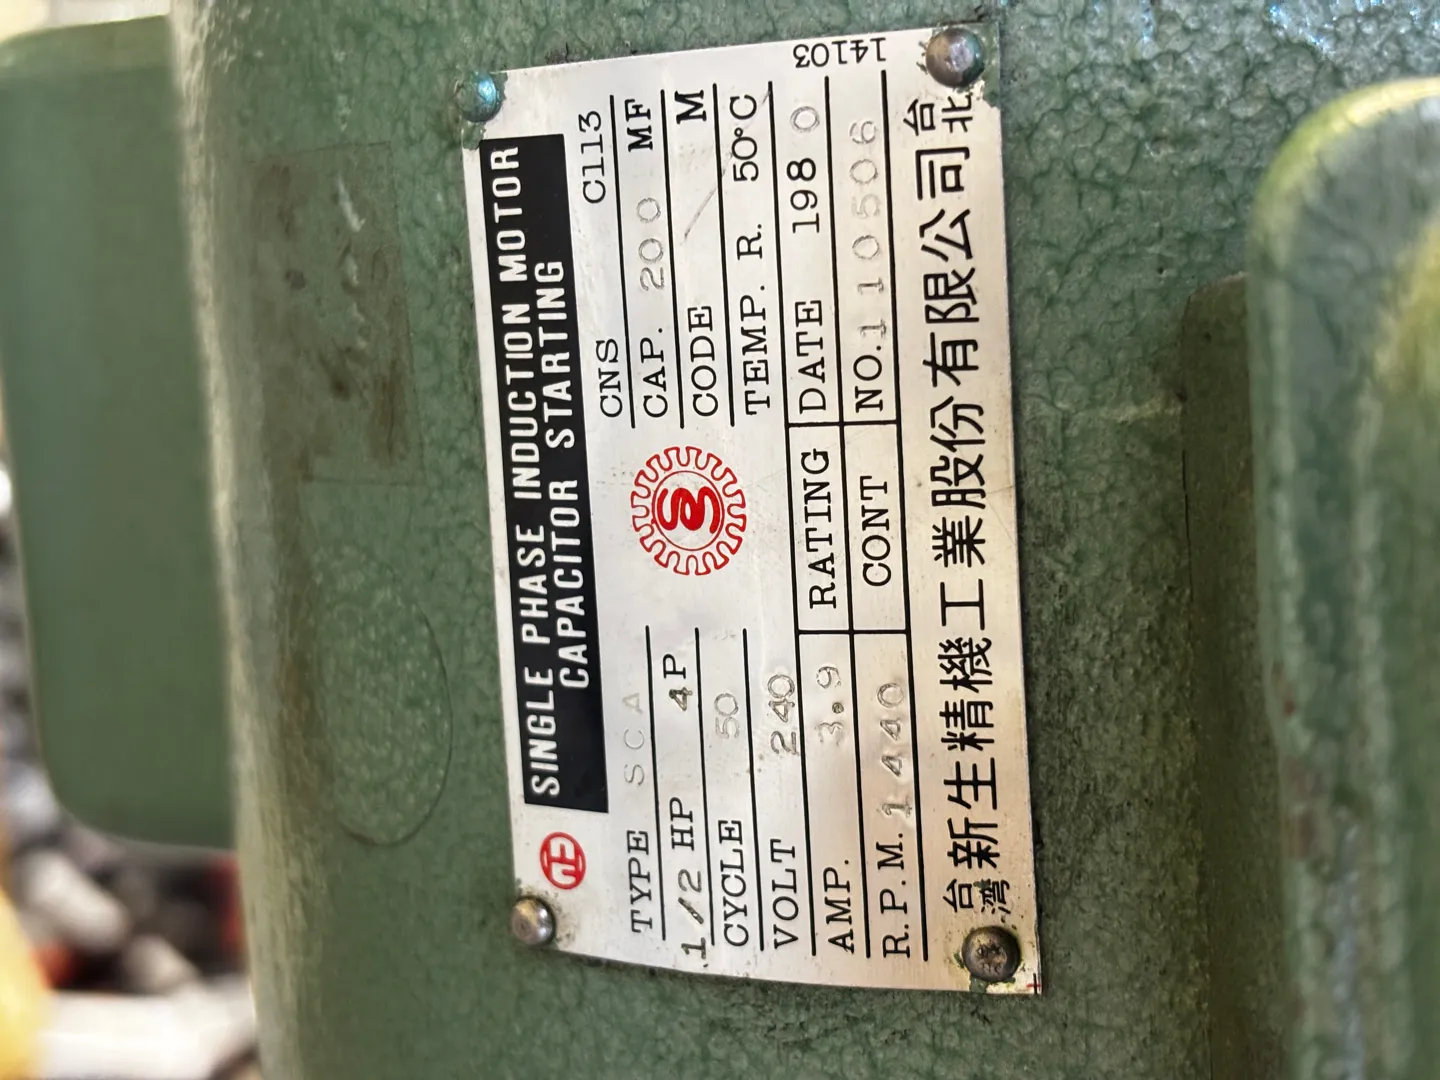 SINGLE PHASE INDUCTION MOTOR
CAPACITOR STARTING
TYPE SCA
1/2 HP 4P
CYCLE 50
VOLT 240
AMP. 3.9
R.P.M. 1440
RATING
CONT
CNS C113
CAP. 200 MF
CODE M
TEMP. R. 50°C
DATE 1980
NO. 110506
台灣新生精機工業股份有限公司台北
14103